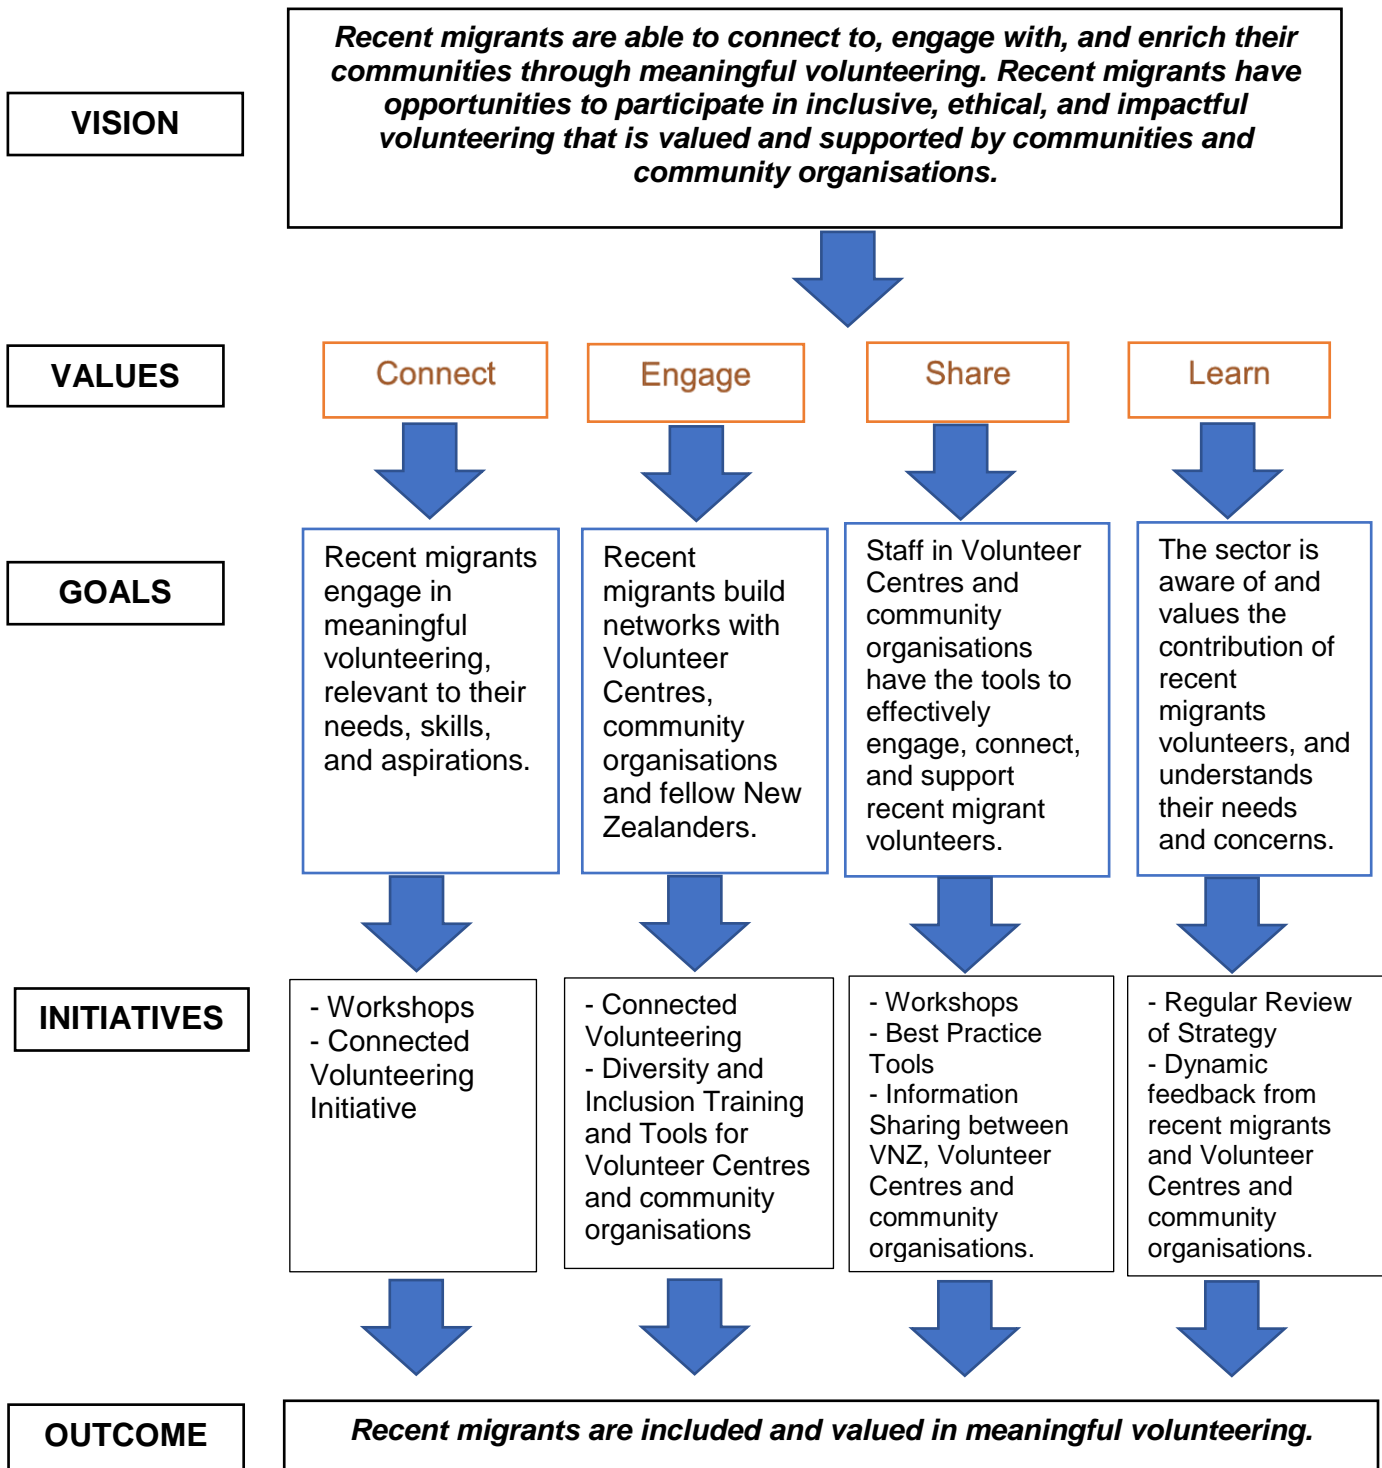 VISION
Recent migrants are able to connect to, engage with, and enrich their
communities through meaningful volunteering. Recent migrants have
opportunities to participate in inclusive, ethical, and impactful
volunteering that is valued and supported by communities and
community organisations.
VALUES
Connect
Engage
Share
Learn
GOALS
Recent migrants
engage in
meaningful
volunteering,
relevant to their
needs, skills,
and aspirations.
Recent
migrants build
networks with
Volunteer
Centres,
community
organisations
and fellow New
Zealanders.
Staff in Volunteer
Centres and
community
organisations
have the tools to
effectively
engage, connect,
and support
recent migrant
volunteers.
The sector is
aware of and
values the
contribution of
recent
migrants
volunteers, and
understands
their needs
and concerns.
INITIATIVES
- Workshops
- Connected
Volunteering
Initiative
- Connected
Volunteering
- Diversity and
Inclusion Training
and Tools for
Volunteer Centres
and community
organisations
- Workshops
- Best Practice
Tools
- Information
Sharing between
VNZ, Volunteer
Centres and
community
organisations.
- Regular Review
of Strategy
- Dynamic
feedback from
recent migrants
and Volunteer
Centres and
community
organisations.
OUTCOME
Recent migrants are included and valued in meaningful volunteering.